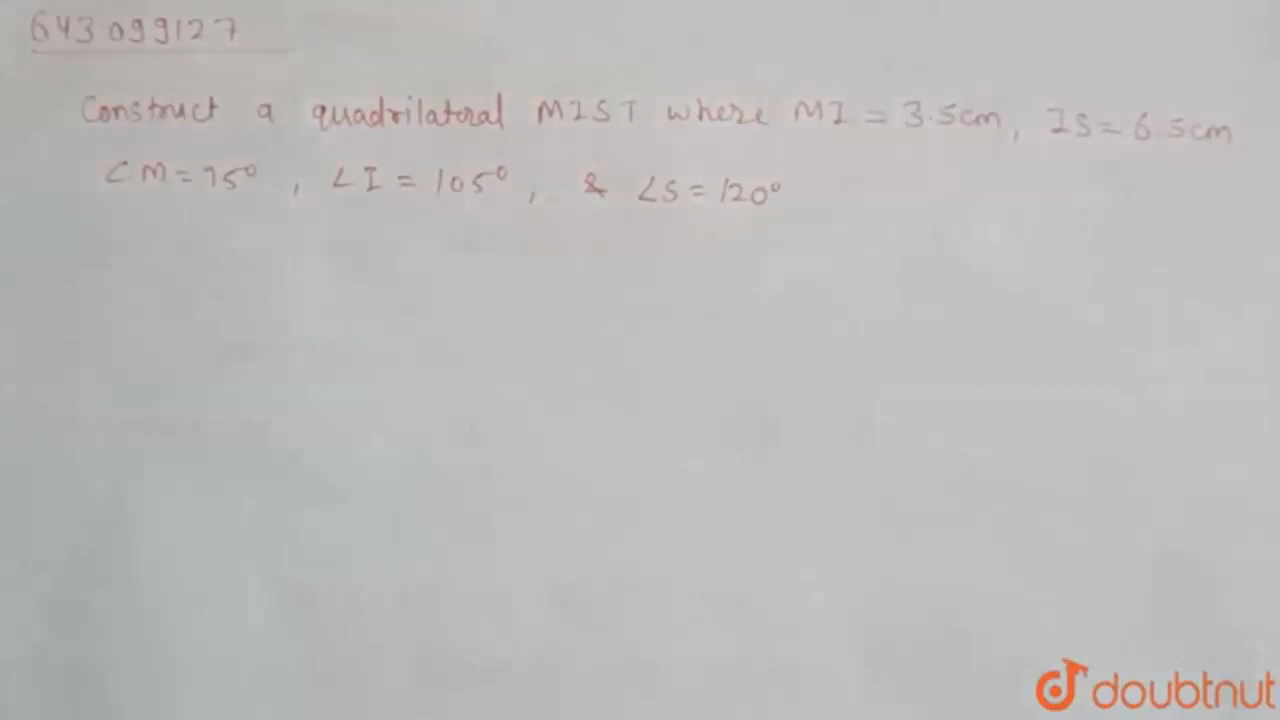 643099127
Construct a quadrilateral MIST where MI = 3.5cm, IS = 6 5cm
∠M = 75°, ∠I = 105°, & ∠S = 120°
doubtnut